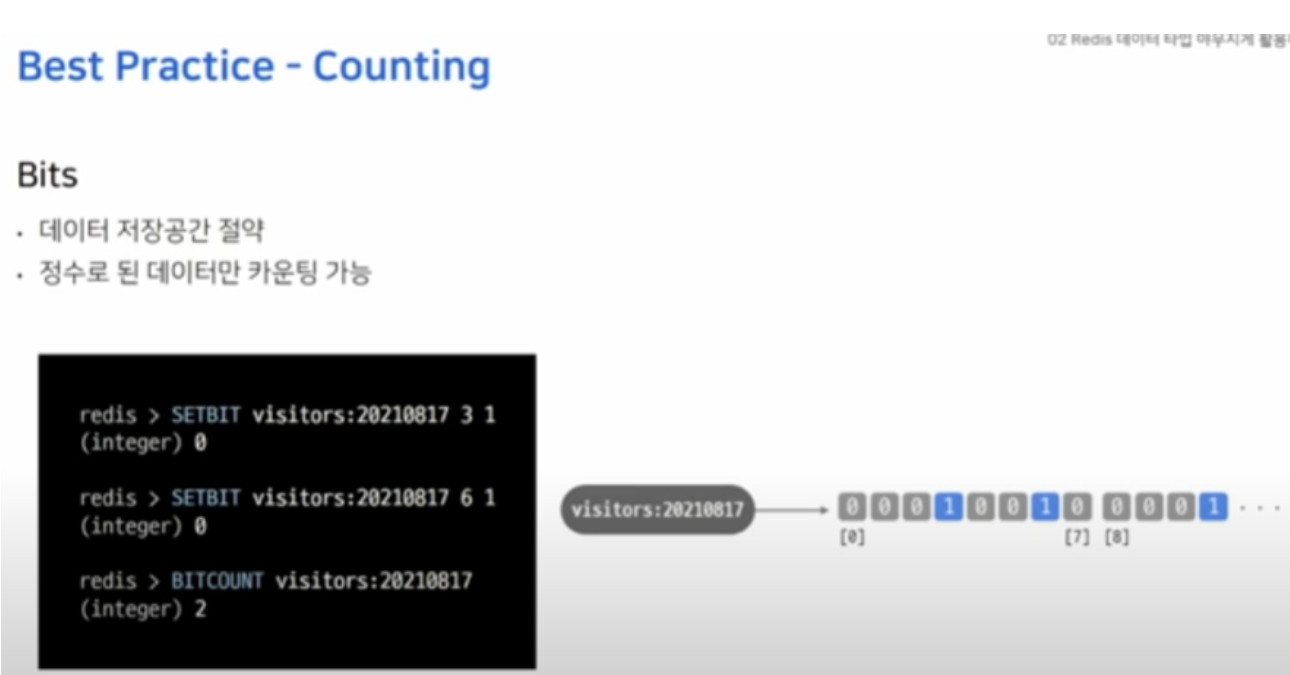 02 Redis 데이터 타입 야무지게 활용
Best Practice - Counting
Bits
· 데이터 저장공간 절약
· 정수로 된 데이터만 카운팅 가능
redis > SETBIT visitors:20210817 3 1
(integer) 0
redis > SETBIT visitors:20210817 6 1
(integer) 0
redis > BITCOUNT visitors:20210817
(integer) 2
visitors:20210817
0 0 0 1 0 0 1 0 0 0 0 1 · · ·
[0] [7] [8]